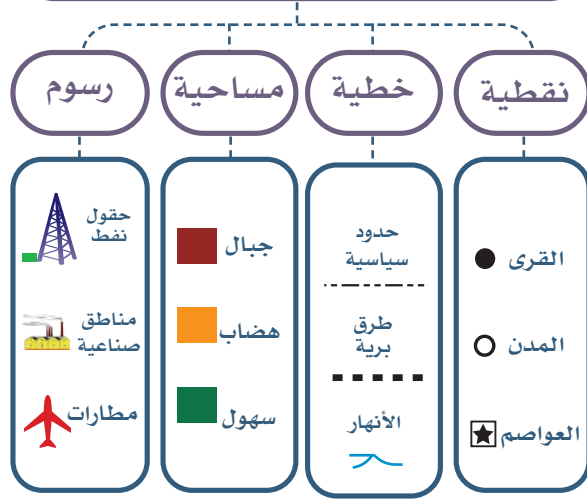 نقطية
خطية
مساحية
رسوم
القرى
المدن
العواصم
حدود
سياسية
طرق
برية
الأنهار
جبال
هضاب
سهول
حقول
نفط
مناطق
صناعية
مطارات